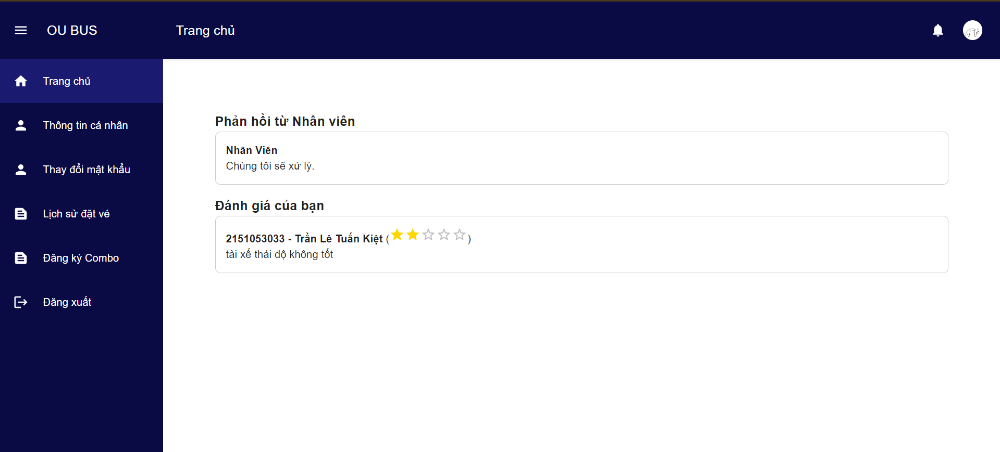 OU BUS
Trang chủ
Trang chủ
Thông tin cá nhân
Thay đổi mật khẩu
Lịch sử đặt vé
Đăng ký Combo
Đăng xuất
Phản hồi từ Nhân viên
Nhân Viên
Chúng tôi sẽ xử lý.
Đánh giá của bạn
2151053033 - Trần Lê Tuấn Kiệt (★★☆☆☆)
tài xế thái độ không tốt